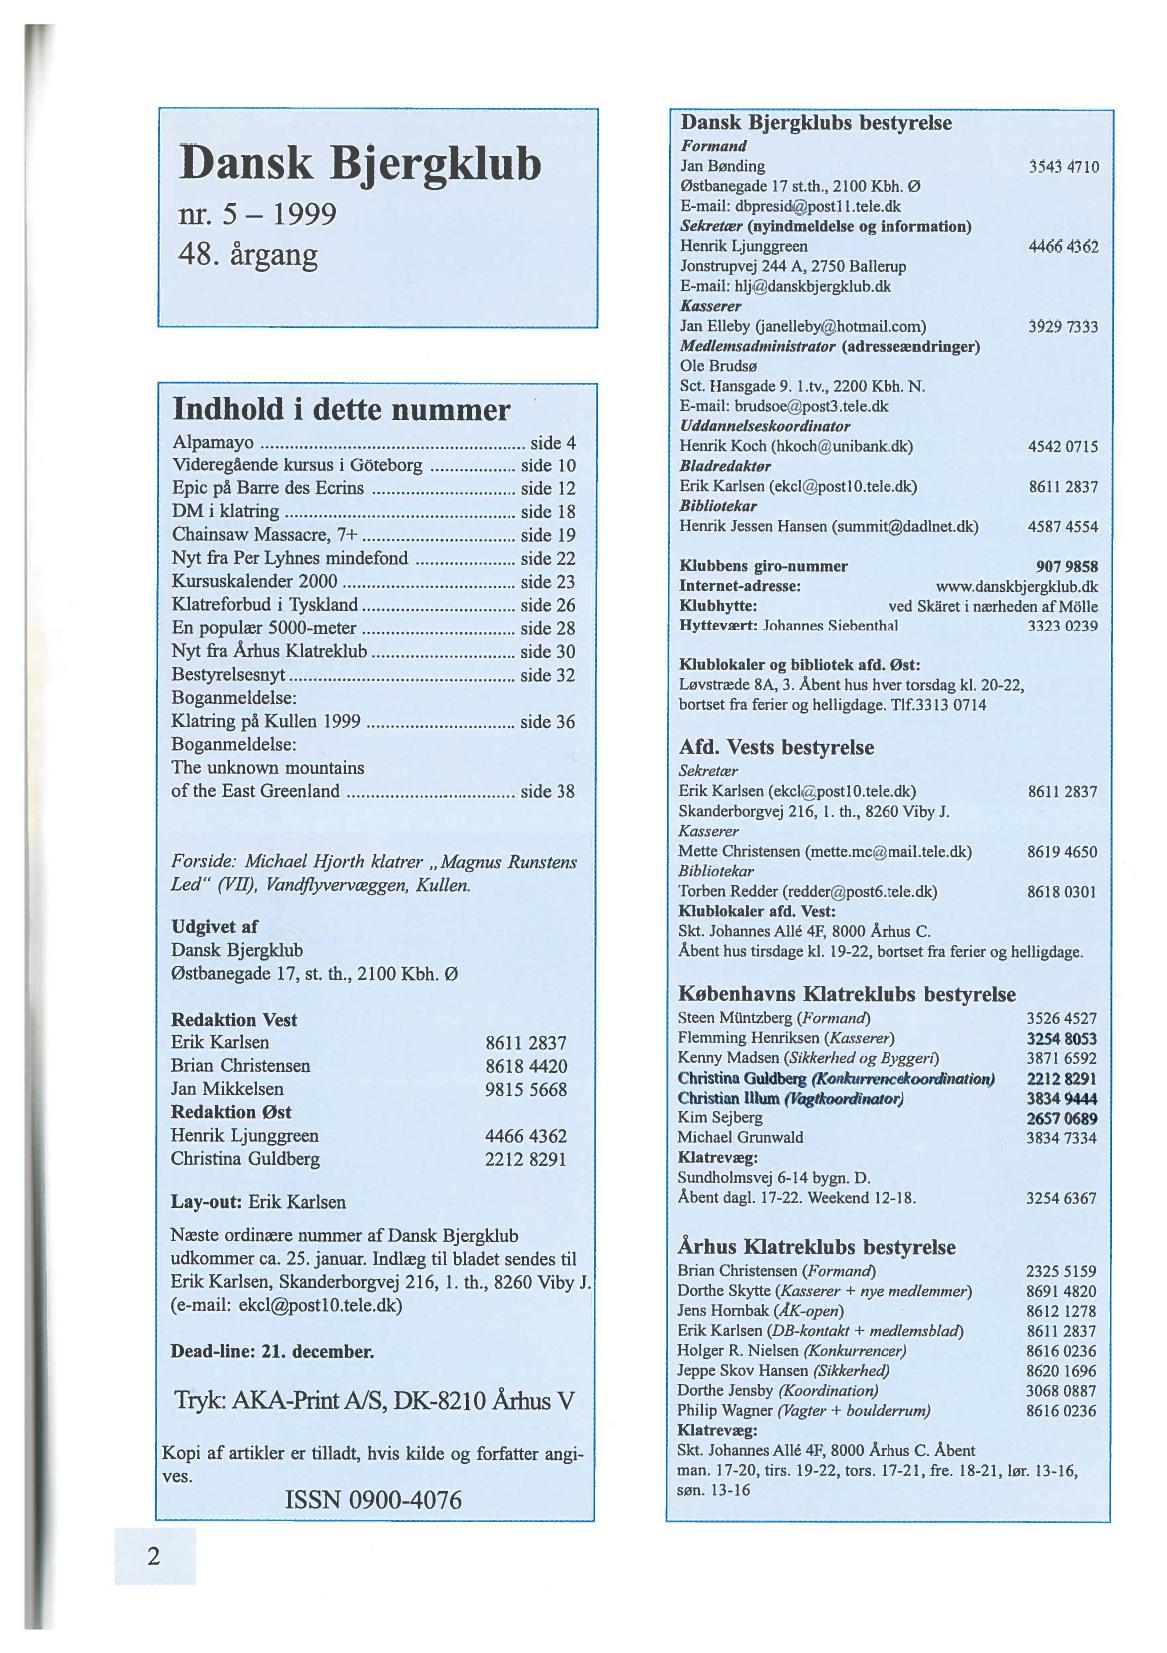 Dansk Bjergklub
nr. 5 – 1999
48. årgang
Indhold i dette nummer
Alpamayo ...................................................... side 4
Videregående kursus i Göteborg ................. side 10
Epic på Barre des Ecrins ............................. side 12
DM i klatring ............................................... side 18
Chainsaw Massacre, 7+ ............................... side 19
Nyt fra Per Lyhnes mindefond .................... side 22
Kursuskalender 2000 ................................... side 23
Klatreforbud i Tyskland ............................... side 26
En populær 5000-meter ............................... side 28
Nyt fra Århus Klatreklub ............................. side 30
Bestyrelsesnyt .............................................. side 32
Boganmeldelse:
Klatring på Kullen 1999 .............................. side 36
Boganmeldelse:
The unknown mountains
of the East Greenland .................................. side 38
Forside: Michael Hjorth klatrer „Magnus Runstens
Led“ (VII), Vandflyvervæggen, Kullen.
Udgivet af
Dansk Bjergklub
Østbanegade 17, st. th., 2100 Kbh. Ø
Redaktion Vest
Erik Karlsen 8611 2837
Brian Christensen 8618 4420
Jan Mikkelsen 9815 5668
Redaktion Øst
Henrik Ljunggreen 4466 4362
Christina Guldberg 2212 8291
Lay-out: Erik Karlsen
Næste ordinære nummer af Dansk Bjergklub
udkommer ca. 25. januar. Indlæg til bladet sendes til
Erik Karlsen, Skanderborgvej 216, 1. th., 8260 Viby J.
(e-mail: ekcl@post10.tele.dk)
Dead-line: 21. december.
Tryk: AKA-Print A/S, DK-8210 Århus V
Kopi af artikler er tilladt, hvis kilde og forfatter angi-
ves.
ISSN 0900-4076
2
Dansk Bjergklubs bestyrelse
Formand
Jan Bønding 3543 4710
Østbanegade 17 st.th., 2100 Kbh. Ø
E-mail: dbpresid@post11.tele.dk
Sekretær (nyindmeldelse og information)
Henrik Ljunggreen 4466 4362
Jonstrupvej 244 A, 2750 Ballerup
E-mail: hlj@danskbjergklub.dk
Kasserer
Jan Elleby (janelleby@hotmail.com) 3929 7333
Medlemsadministrator (adresseændringer)
Ole Brudsø
Sct. Hansgade 9. 1.tv., 2200 Kbh. N.
E-mail: brudsoe@post3.tele.dk
Uddannelseskoordinator
Henrik Koch (hkoch@unibank.dk) 4542 0715
Bladredaktør
Erik Karlsen (ekcl@post10.tele.dk) 8611 2837
Bibliotekar
Henrik Jessen Hansen (summit@dadlnet.dk) 4587 4554
Klubbens giro-nummer 907 9858
Internet-adresse: www.danskbjergklub.dk
Klubhytte: ved Skäret i nærheden af Mölle
Hyttevært: Johannes Siebenthal 3323 0239
Klublokaler og bibliotek afd. Øst:
Løvstræde 8A, 3. Åbent hus hver torsdag kl. 20-22,
bortset fra ferier og helligdage. Tlf.3313 0714
Afd. Vests bestyrelse
Sekretær
Erik Karlsen (ekcl@post10.tele.dk) 8611 2837
Skanderborgvej 216, 1. th., 8260 Viby J.
Kasserer
Mette Christensen (mette.mc@mail.tele.dk) 8619 4650
Bibliotekar
Torben Redder (redder@post6.tele.dk) 8618 0301
Klublokaler afd. Vest:
Skt. Johannes Allé 4F, 8000 Århus C.
Åbent hus tirsdage kl. 19-22, bortset fra ferier og helligdage.
Københavns Klatreklubs bestyrelse
Steen Müntzberg (Formand) 3526 4527
Flemming Henriksen (Kasserer) 3254 8053
Kenny Madsen (Sikkerhed og Byggeri) 3871 6592
Christina Guldberg (Konkurrencekoordination) 2212 8291
Christian Illum (Vagtkoordinator) 3834 9444
Kim Sejberg 2657 0689
Michael Grunwald 3834 7334
Klatrevæg:
Sundholmsvej 6-14 bygn. D.
Åbent dagl. 17-22. Weekend 12-18. 3254 6367
Århus Klatreklubs bestyrelse
Brian Christensen (Formand) 2325 5159
Dorthe Skytte (Kasserer + nye medlemmer) 8691 4820
Jens Hornbak (ÅK-open) 8612 1278
Erik Karlsen (DB-kontakt + medlemsblad) 8611 2837
Holger R. Nielsen (Konkurrencer) 8616 0236
Jeppe Skov Hansen (Sikkerhed) 8620 1696
Dorthe Jensby (Koordination) 3068 0887
Philip Wagner (Vagter + boulderrum) 8616 0236
Klatrevæg:
Skt. Johannes Allé 4F, 8000 Århus C. Åbent
man. 17-20, tirs. 19-22, tors. 17-21, fre. 18-21, lør. 13-16,
søn. 13-16